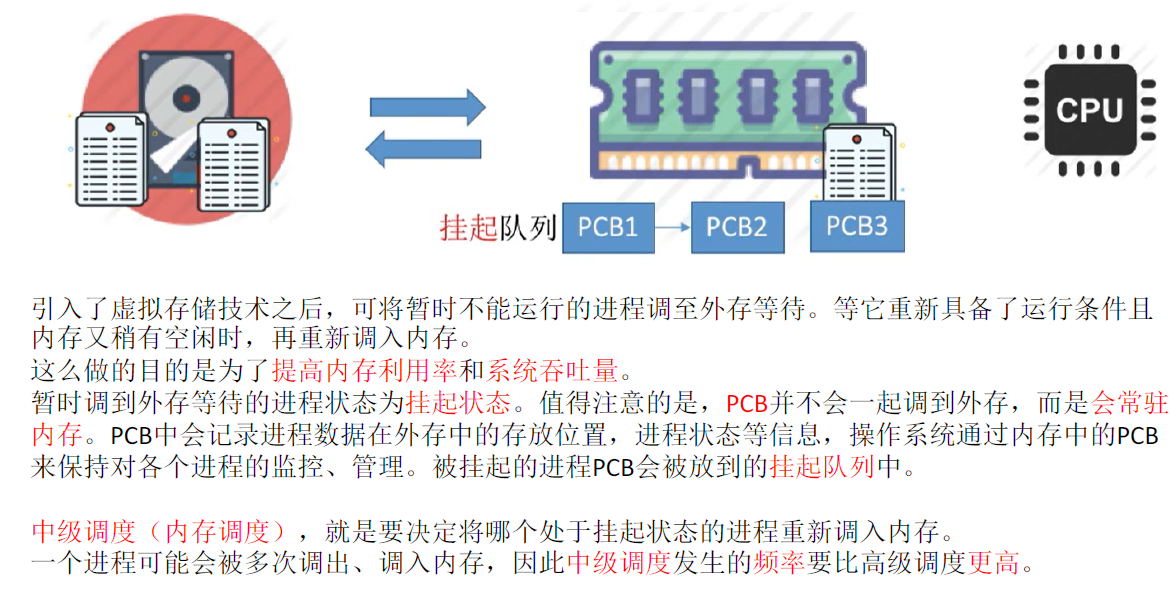 CPU
挂起队列 PCB1 PCB2 PCB3
引入了虚拟存储技术之后，可将暂时不能运行的进程调至外存等待。等它重新具备了运行条件且
内存又稍有空闲时，再重新调入内存。
这么做的目的是为了提高内存利用率和系统吞吐量。
暂时调到外存等待的进程状态为挂起状态。值得注意的是，PCB并不会一起调到外存，而是会常驻
内存。PCB中会记录进程数据在外存中的存放位置，进程状态等信息，操作系统通过内存中的PCB
来保持对各个进程的监控、管理。被挂起的进程PCB会被放到的挂起队列中。
中级调度（内存调度），就是要决定将哪个处于挂起状态的进程重新调入内存。
一个进程可能会被多次调出、调入内存，因此中级调度发生的频率要比高级调度更高。